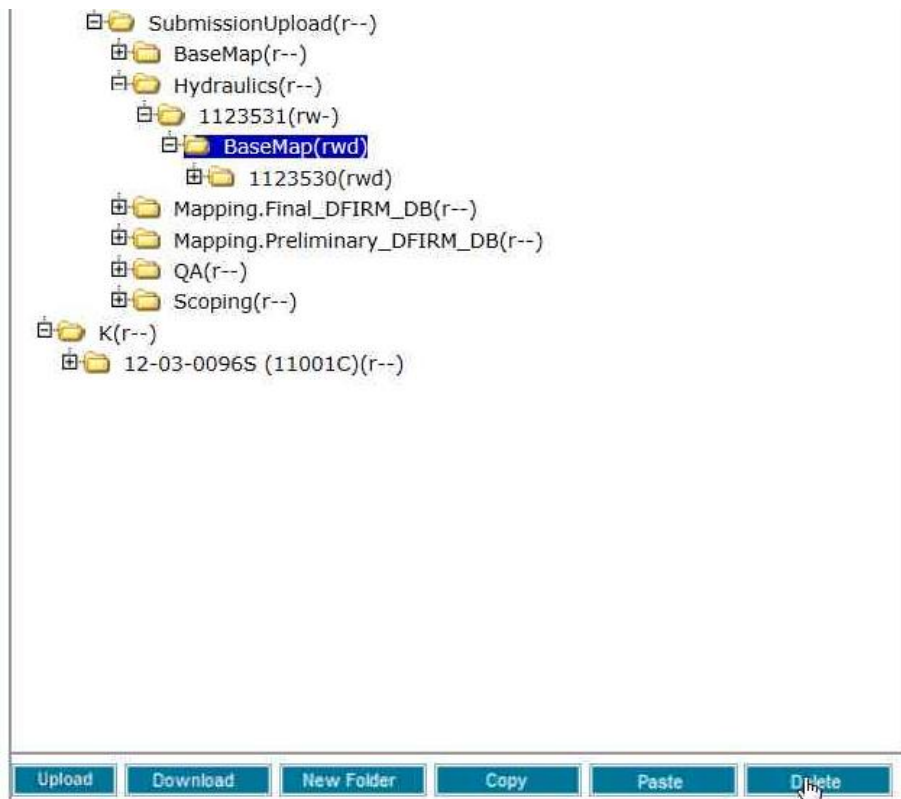 SubmissionUpload(r--)
BaseMap(r--)
Hydraulics(r--)
1123531(rw-)
BaseMap(rwd)
1123530(rwd)
Mapping.Final_DFIRM_DB(r--)
Mapping.Preliminary_DFIRM_DB(r--)
QA(r--)
Scoping(r--)
K(r--)
12-03-0096S (11001C)(r--)
Upload Download New Folder Copy Paste Delete